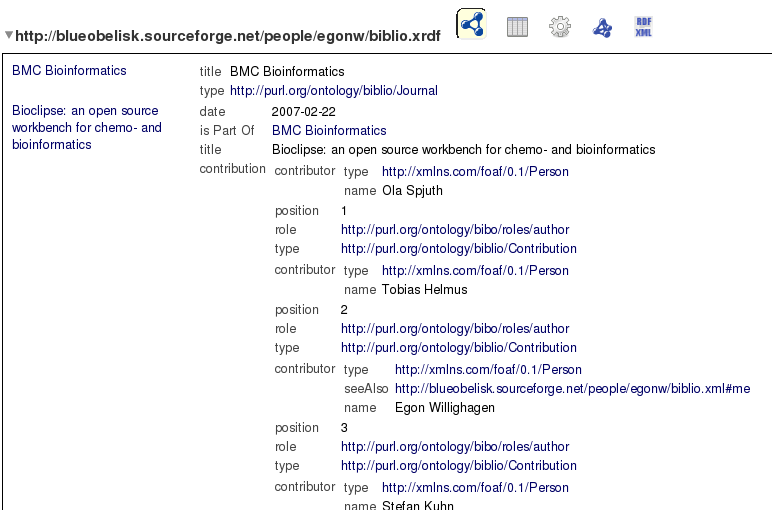 http://blueobelisk.sourceforge.net/people/egonw/biblio.xrdf
RDF
XML
BMC Bioinformatics
title BMC Bioinformatics
type http://purl.org/ontology/biblio/Journal
Bioclipse: an open source
workbench for chemo- and
bioinformatics
date 2007-02-22
is Part Of BMC Bioinformatics
title Bioclipse: an open source workbench for chemo- and bioinformatics
contribution contributor type http://xmlns.com/foaf/0.1/Person
name Ola Spjuth
position 1
role http://purl.org/ontology/bibo/roles/author
type http://purl.org/ontology/biblio/Contribution
contributor type http://xmlns.com/foaf/0.1/Person
name Tobias Helmus
position 2
role http://purl.org/ontology/bibo/roles/author
type http://purl.org/ontology/biblio/Contribution
contributor type http://xmlns.com/foaf/0.1/Person
seeAlso http://blueobelisk.sourceforge.net/people/egonw/biblio.xml#me
name Egon Willighagen
position 3
role http://purl.org/ontology/bibo/roles/author
type http://purl.org/ontology/biblio/Contribution
contributor type http://xmlns.com/foaf/0.1/Person
name Stefan Kuhn